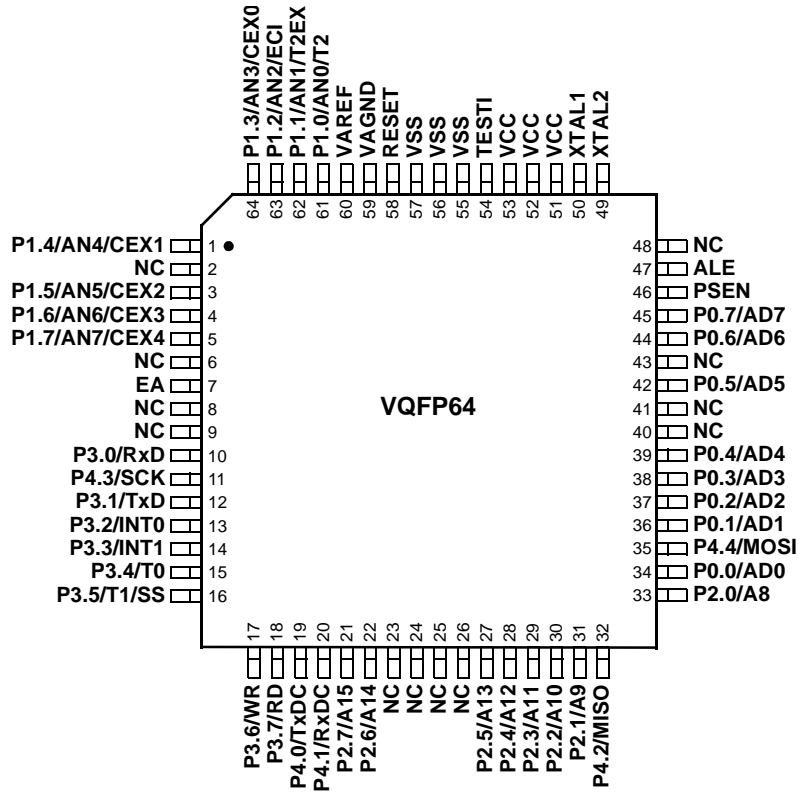 P1.3/AN3/CEX0
P1.2/AN2/ECI
P1.1/AN1/T2EX
P1.0/AN0/T2
VAREF
VAGND
RESET
VSS
VSS
VSS
TESTI
VCC
VCC
VCC
XTAL1
XTAL2
64
63
62
61
60
59
58
57
56
55
54
53
52
51
50
49
P1.4/AN4/CEX1 1
NC 2
P1.5/AN5/CEX2 3
P1.6/AN6/CEX3 4
P1.7/AN7/CEX4 5
NC 6
EA 7
NC 8
NC 9
P3.0/RxD 10
P4.3/SCK 11
P3.1/TxD 12
P3.2/INT0 13
P3.3/INT1 14
P3.4/T0 15
P3.5/T1/SS 16
VQFP64
48 NC
47 ALE
46 PSEN
45 P0.7/AD7
44 P0.6/AD6
43 NC
42 P0.5/AD5
41 NC
40 NC
39 P0.4/AD4
38 P0.3/AD3
37 P0.2/AD2
36 P0.1/AD1
35 P4.4/MOSI
34 P0.0/AD0
33 P2.0/A8
17
18
19
20
21
22
23
24
25
26
27
28
29
30
31
32
P3.6/WR
P3.7/RD
P4.0/TxDC
P4.1/RxDC
P2.7/A15
P2.6/A14
NC
NC
NC
NC
P2.5/A13
P2.4/A12
P2.3/A11
P2.2/A10
P2.1/A9
P4.2/MISO